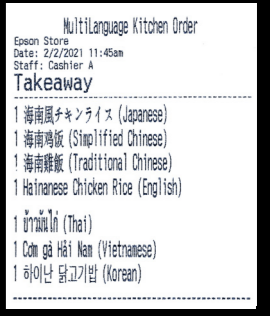 MultiLanguage Kitchen Order
Epson Store
Date: 2/2/2021 11:45am
Staff: Cashier A
Takeaway
1 海南風チキンライス (Japanese)
1 海南鸡饭 (Simplified Chinese)
1 海南雞飯 (Traditional Chinese)
1 Hainanese Chicken Rice (English)
1 ข้าวมันไก่ (Thai)
1 Cơm gà Hải Nam (Vietnamese)
1 하이난 닭고기밥 (Korean)